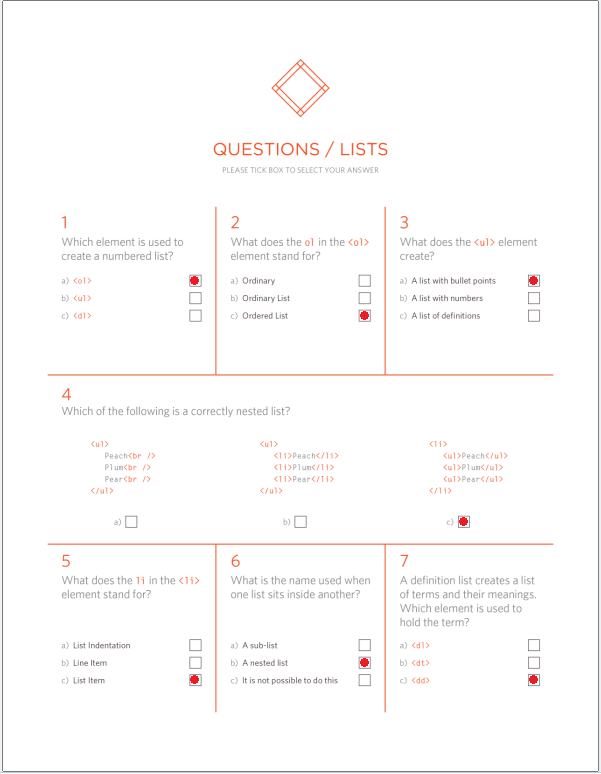 QUESTIONS / LISTS
PLEASE TICK BOX TO SELECT YOUR ANSWER
1
Which element is used to
create a numbered list?
a) <ol>
b) <ul>
c) <dl>
2
What does the ol in the <ol>
element stand for?
a) Ordinary
b) Ordinary List
c) Ordered List
3
What does the <ul> element
create?
a) A list with bullet points
b) A list with numbers
c) A list of definitions
4
Which of the following is a correctly nested list?
<ul>
Peach<br />
Plum<br />
Pear<br />
</ul>
a)
<ul>
<li>Peach</li>
<li>Plum</li>
<li>Pear</li>
</ul>
b)
<li>
<ul>Peach</ul>
<ul>Plum</ul>
<ul>Pear</ul>
</li>
c)
5
What does the li in the <li>
element stand for?
a) List Indentation
b) Line Item
c) List Item
6
What is the name used when
one list sits inside another?
a) A sub-list
b) A nested list
c) It is not possible to do this
7
A definition list creates a list
of terms and their meanings.
Which element is used to
hold the term?
a) <dl>
b) <dt>
c) <dd>